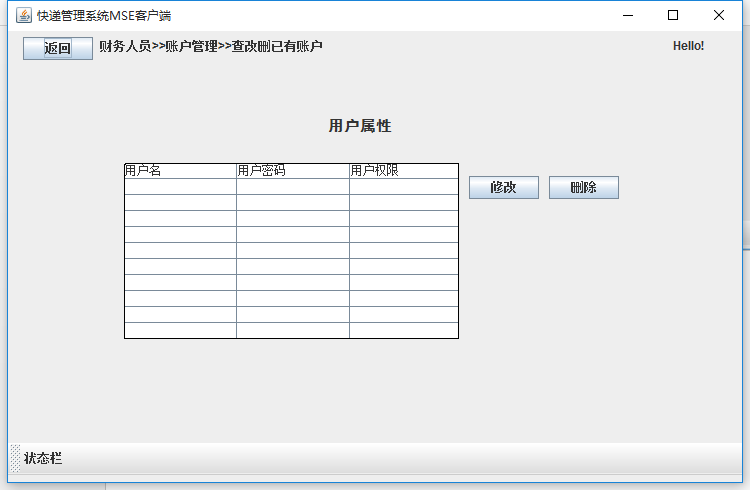 快递管理系统MSE客户端
返回 财务人员>>账户管理>>查改删已有账户 Hello!
用户属性
用户名 用户密码 用户权限
修改 删除
状态栏